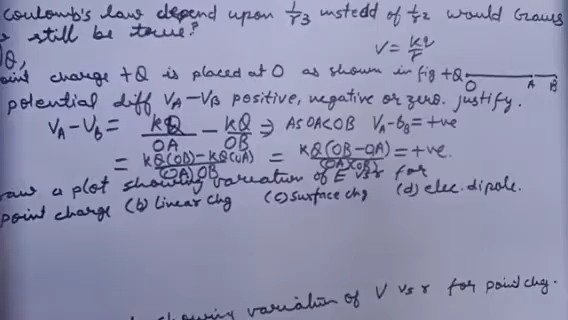 Coulomb's law depend upon 1/r3 instedd of 1/r2 would Gauss
still be true?
V = kq/r
Q,
oint charge +Q is placed at O as shown in fig +Q O A B
potential diff VA-VB positive, negative or zero. justify.
VA-VB = kQ/OA - kQ/OB ⇒ As OA<OB VA-VB = +ve
= kQ(OB)-kQ(OA)/(OA)OB = kQ(OB-OA)/(OA)(OB) = +ve.
aw a plot showing variation of E vs r for
point charge (b) linear chg (c) surface chg (d) elec. dipole.
showing variation of V vs r for point chg.